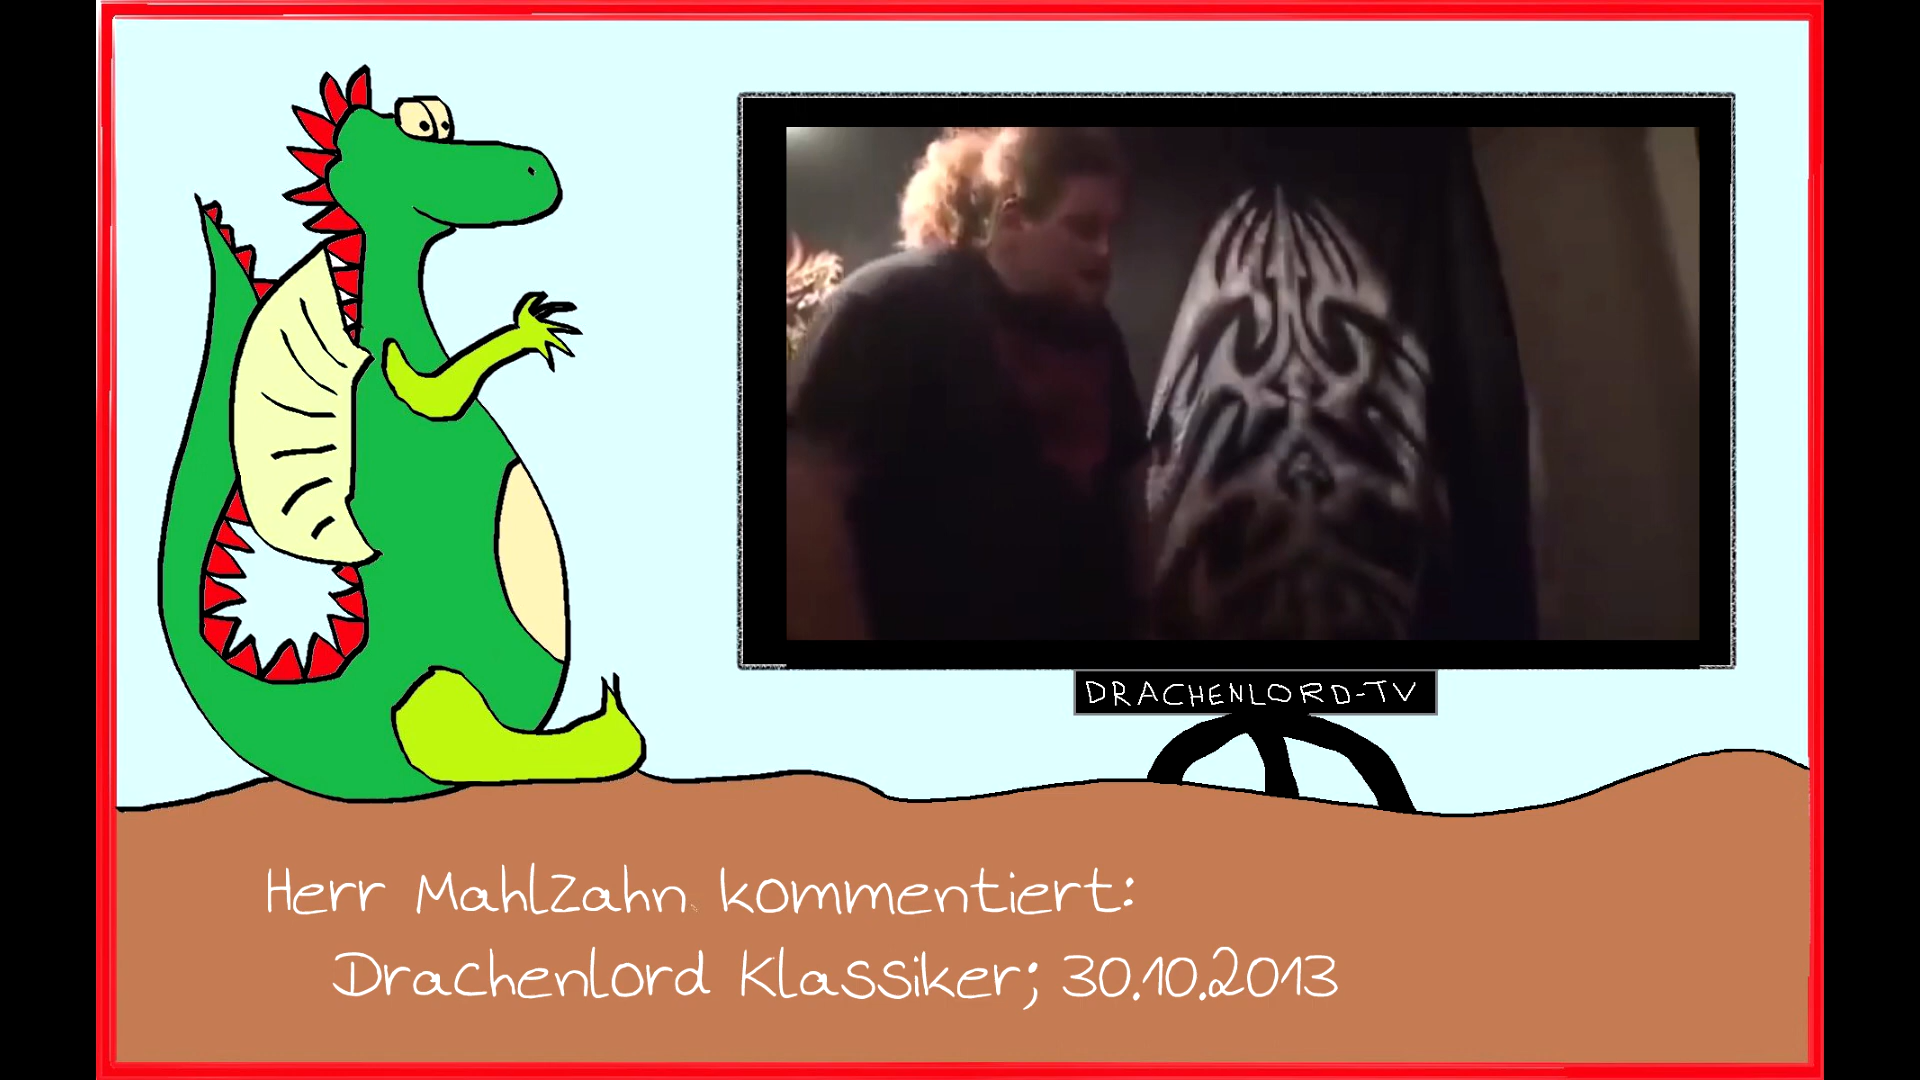 DRACHENLORD-TV
Herr Mahlzahn kommentiert:
Drachenlord Klassiker; 30.10.2013